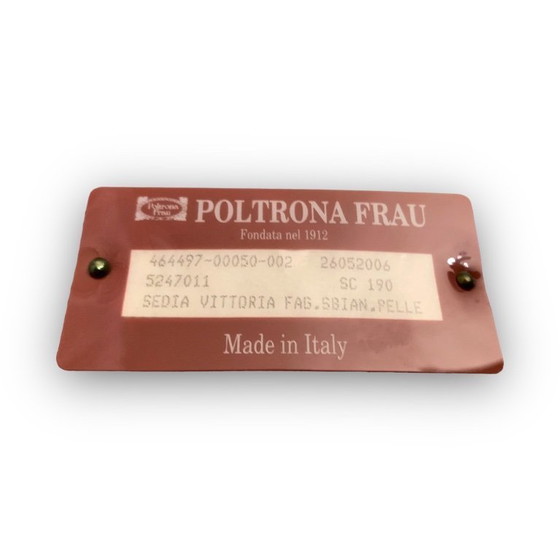 Poltrona
Frau
POLTRONA FRAU
Fondata nel 1912
464497-00050-002 26052006
5247011 SC 190
SEDIA VITTORIA FAG.SBIAN.PELLE
Made in Italy